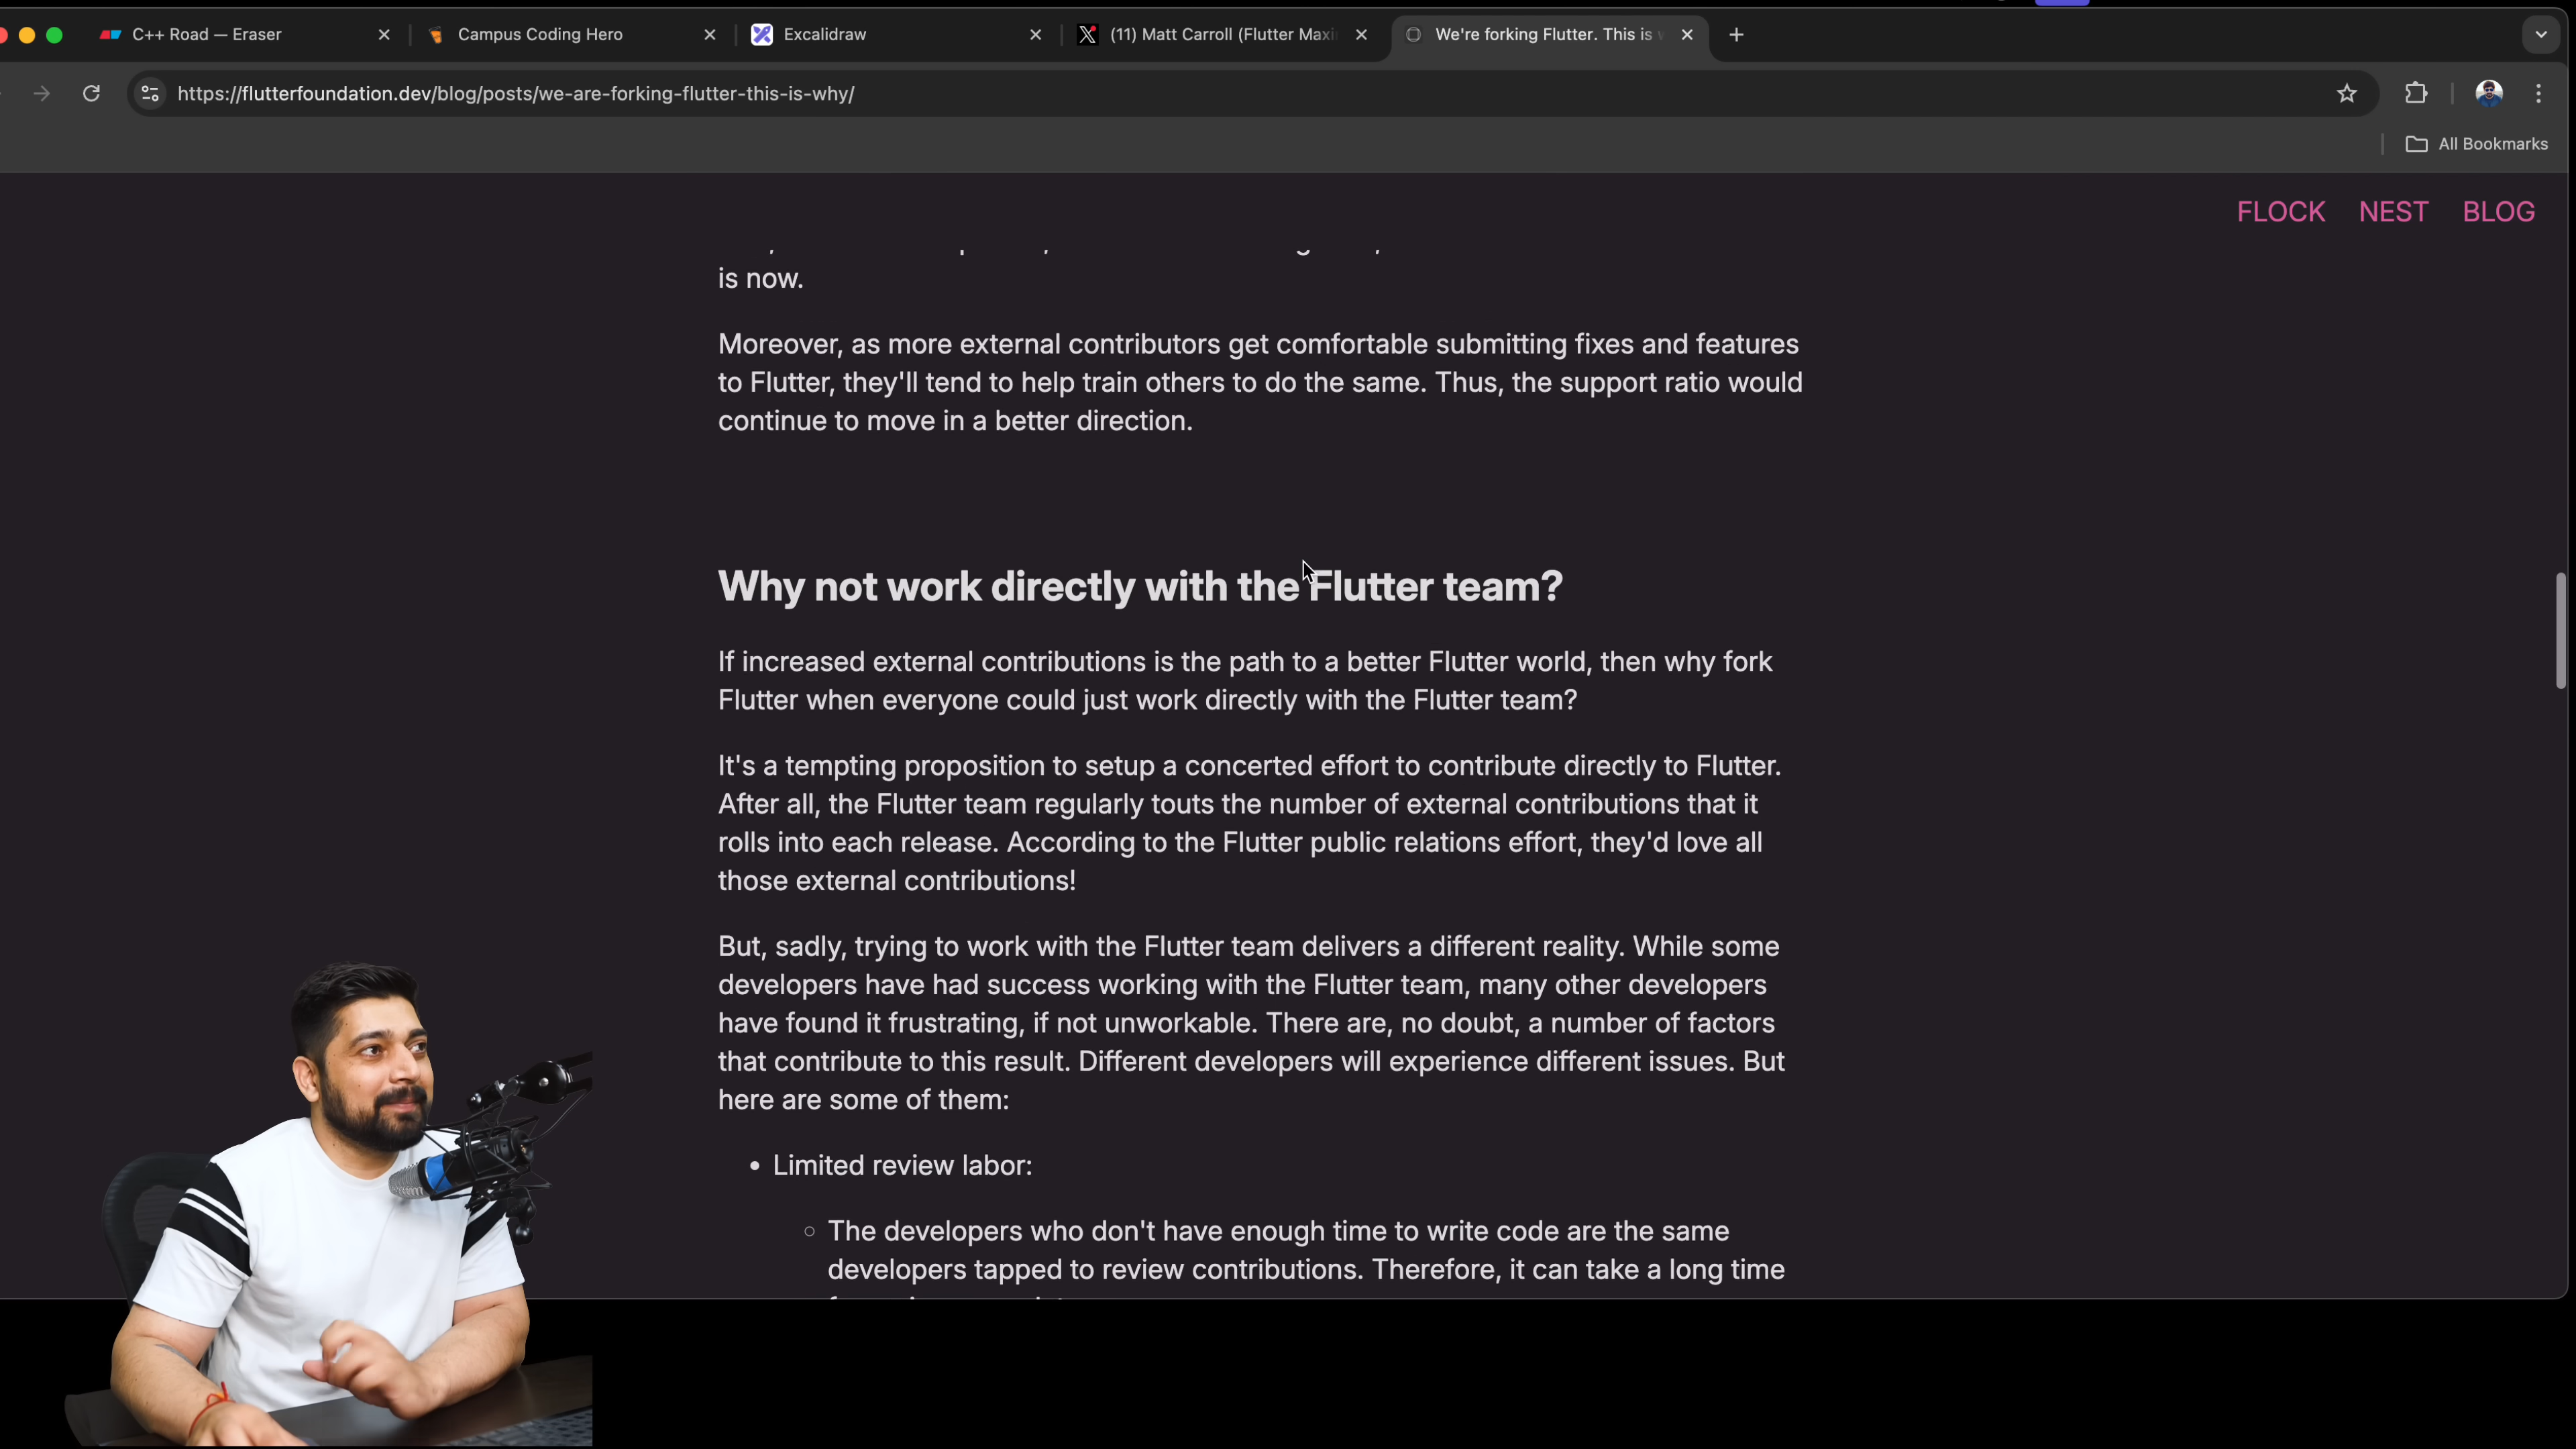 C++ Road — Eraser
Campus Coding Hero
Excalidraw
(11) Matt Carroll (Flutter Maxi
We're forking Flutter. This is
https://flutterfoundation.dev/blog/posts/we-are-forking-flutter-this-is-why/
All Bookmarks
FLOCK NEST BLOG
is now.
Moreover, as more external contributors get comfortable submitting fixes and features
to Flutter, they'll tend to help train others to do the same. Thus, the support ratio would
continue to move in a better direction.
Why not work directly with the Flutter team?
If increased external contributions is the path to a better Flutter world, then why fork
Flutter when everyone could just work directly with the Flutter team?
It's a tempting proposition to setup a concerted effort to contribute directly to Flutter.
After all, the Flutter team regularly touts the number of external contributions that it
rolls into each release. According to the Flutter public relations effort, they'd love all
those external contributions!
But, sadly, trying to work with the Flutter team delivers a different reality. While some
developers have had success working with the Flutter team, many other developers
have found it frustrating, if not unworkable. There are, no doubt, a number of factors
that contribute to this result. Different developers will experience different issues. But
here are some of them:
• Limited review labor:
○ The developers who don't have enough time to write code are the same
developers tapped to review contributions. Therefore, it can take a long time